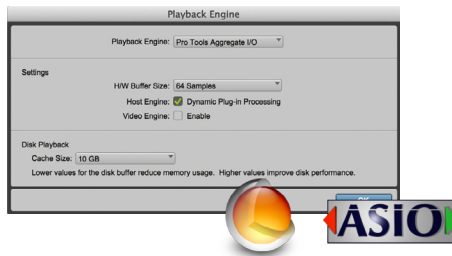 Playback Engine
Playback Engine: Pro Tools Aggregate I/O
Settings
H/W Buffer Size: 64 Samples
Host Engine: Dynamic Plug-in Processing
Video Engine: Enable
Disk Playback
Cache Size: 10 GB
Lower values for the disk buffer reduce memory usage. Higher values improve disk performance.
ASIO